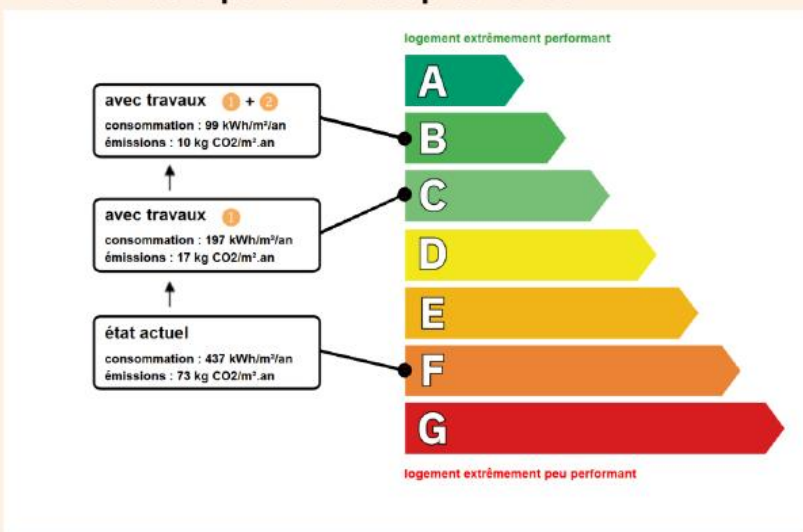 logement extrêmement performant
avec travaux 1 + 2
consommation : 99 kWh/m²/an
émissions : 10 kg CO2/m².an
avec travaux 1
consommation : 197 kWh/m²/an
émissions : 17 kg CO2/m².an
état actuel
consommation : 437 kWh/m²/an
émissions : 73 kg CO2/m².an
A
B
C
D
E
F
G
logement extrêmement peu performant